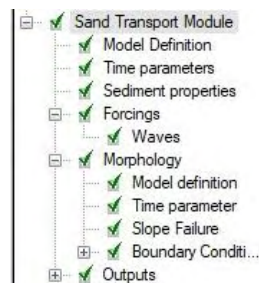 Sand Transport Module
Model Definition
Time parameters
Sediment properties
Forcings
Waves
Morphology
Model definition
Time parameter
Slope Failure
Boundary Conditi...
Outputs